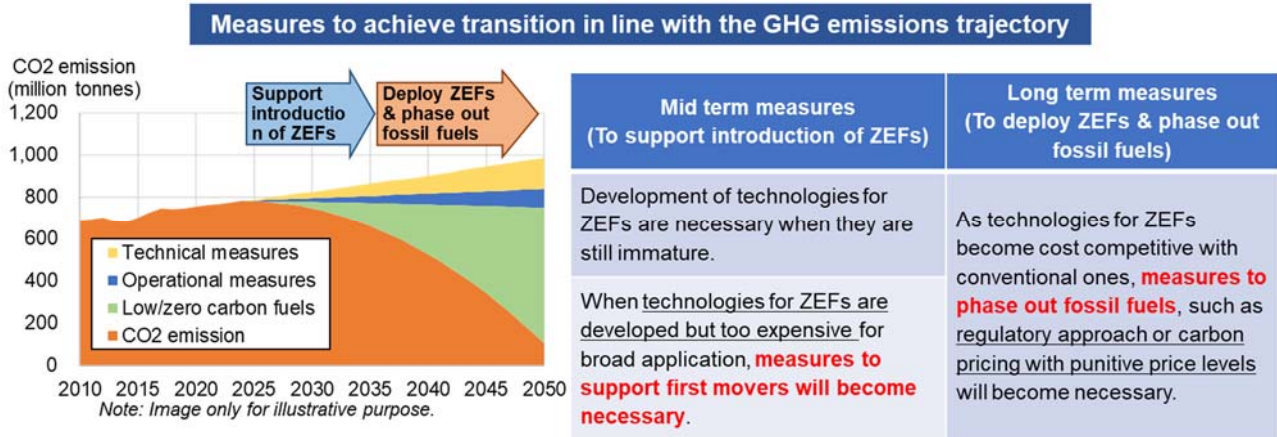 Measures to achieve transition in line with the GHG emissions trajectory
CO2 emission
(million tonnes)
1,200
1,000
800
600
400
200
0
Support
introductio
n of ZEFs
Deploy ZEFs
& phase out
fossil fuels
Technical measures
Operational measures
Low/zero carbon fuels
CO2 emission
2010 2015 2020 2025 2030 2035 2040 2045 2050
Note: Image only for illustrative purpose.
Mid term measures
(To support introduction of ZEFs)
Development of technologies for
ZEFs are necessary when they are
still immature.
When technologies for ZEFs are
developed but too expensive for
broad application, measures to
support first movers will become
necessary.
Long term measures
(To deploy ZEFs & phase out
fossil fuels)
As technologies for ZEFs
become cost competitive with
conventional ones, measures to
phase out fossil fuels, such as
regulatory approach or carbon
pricing with punitive price levels
will become necessary.